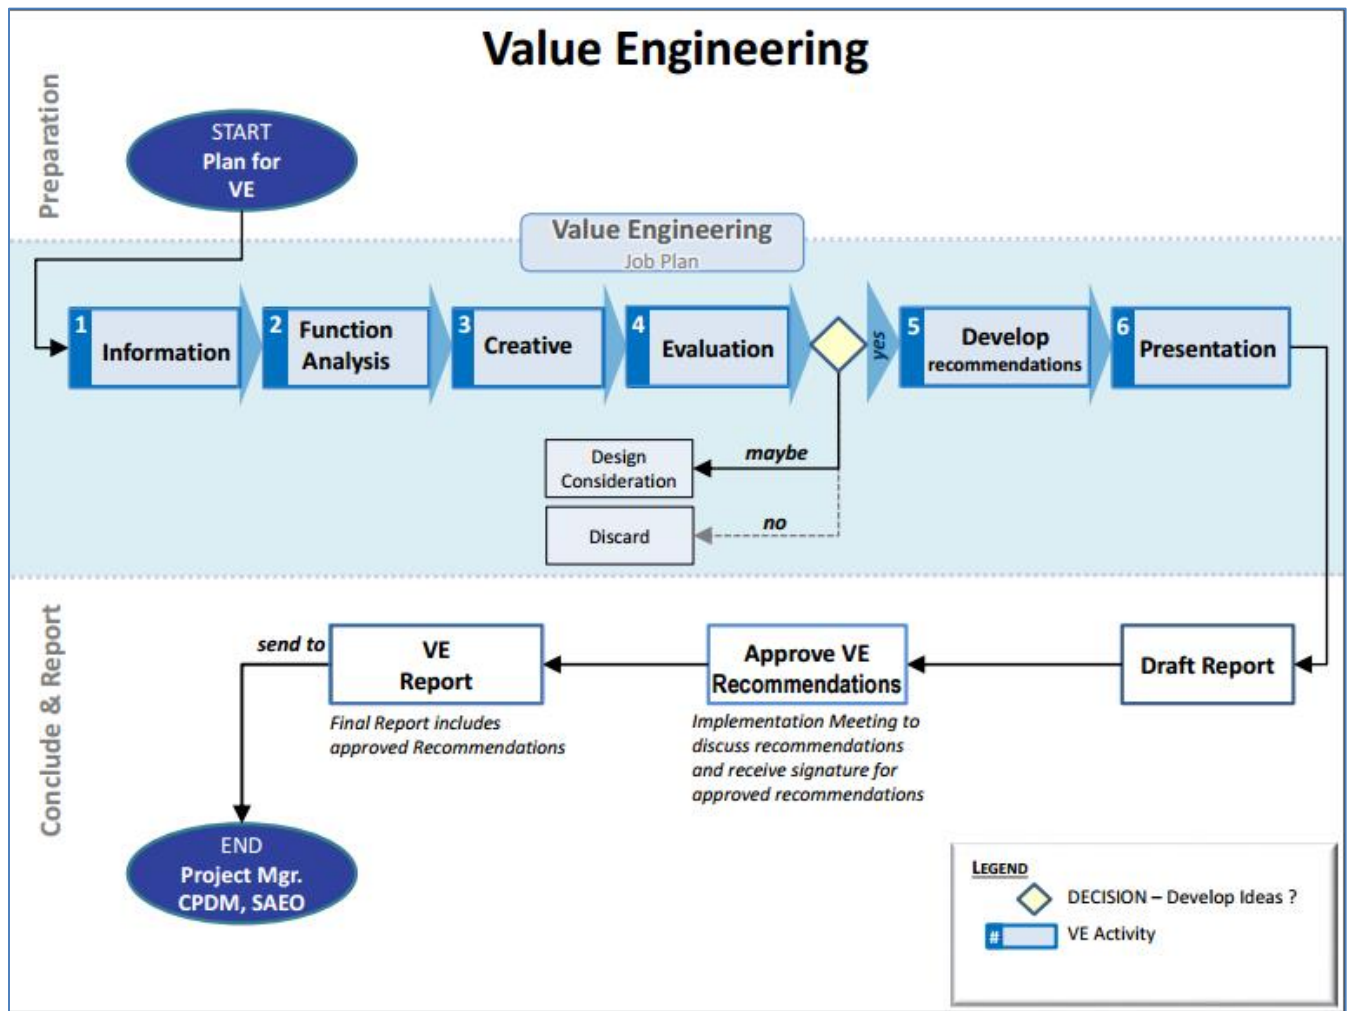 Value Engineering
Preparation
START
Plan for
VE
Value Engineering
Job Plan
1
Information
2
Function
Analysis
3
Creative
4
Evaluation
yes
5
Develop
recommendations
6
Presentation
Design
Consideration
maybe
Discard
no
Conclude & Report
send to
VE
Report
Final Report includes
approved Recommendations
Approve VE
Recommendations
Implementation Meeting to
discuss recommendations
and receive signature for
approved recommendations
Draft Report
END
Project Mgr.
CPDM, SAEO
LEGEND
DECISION – Develop Ideas ?
#
VE Activity